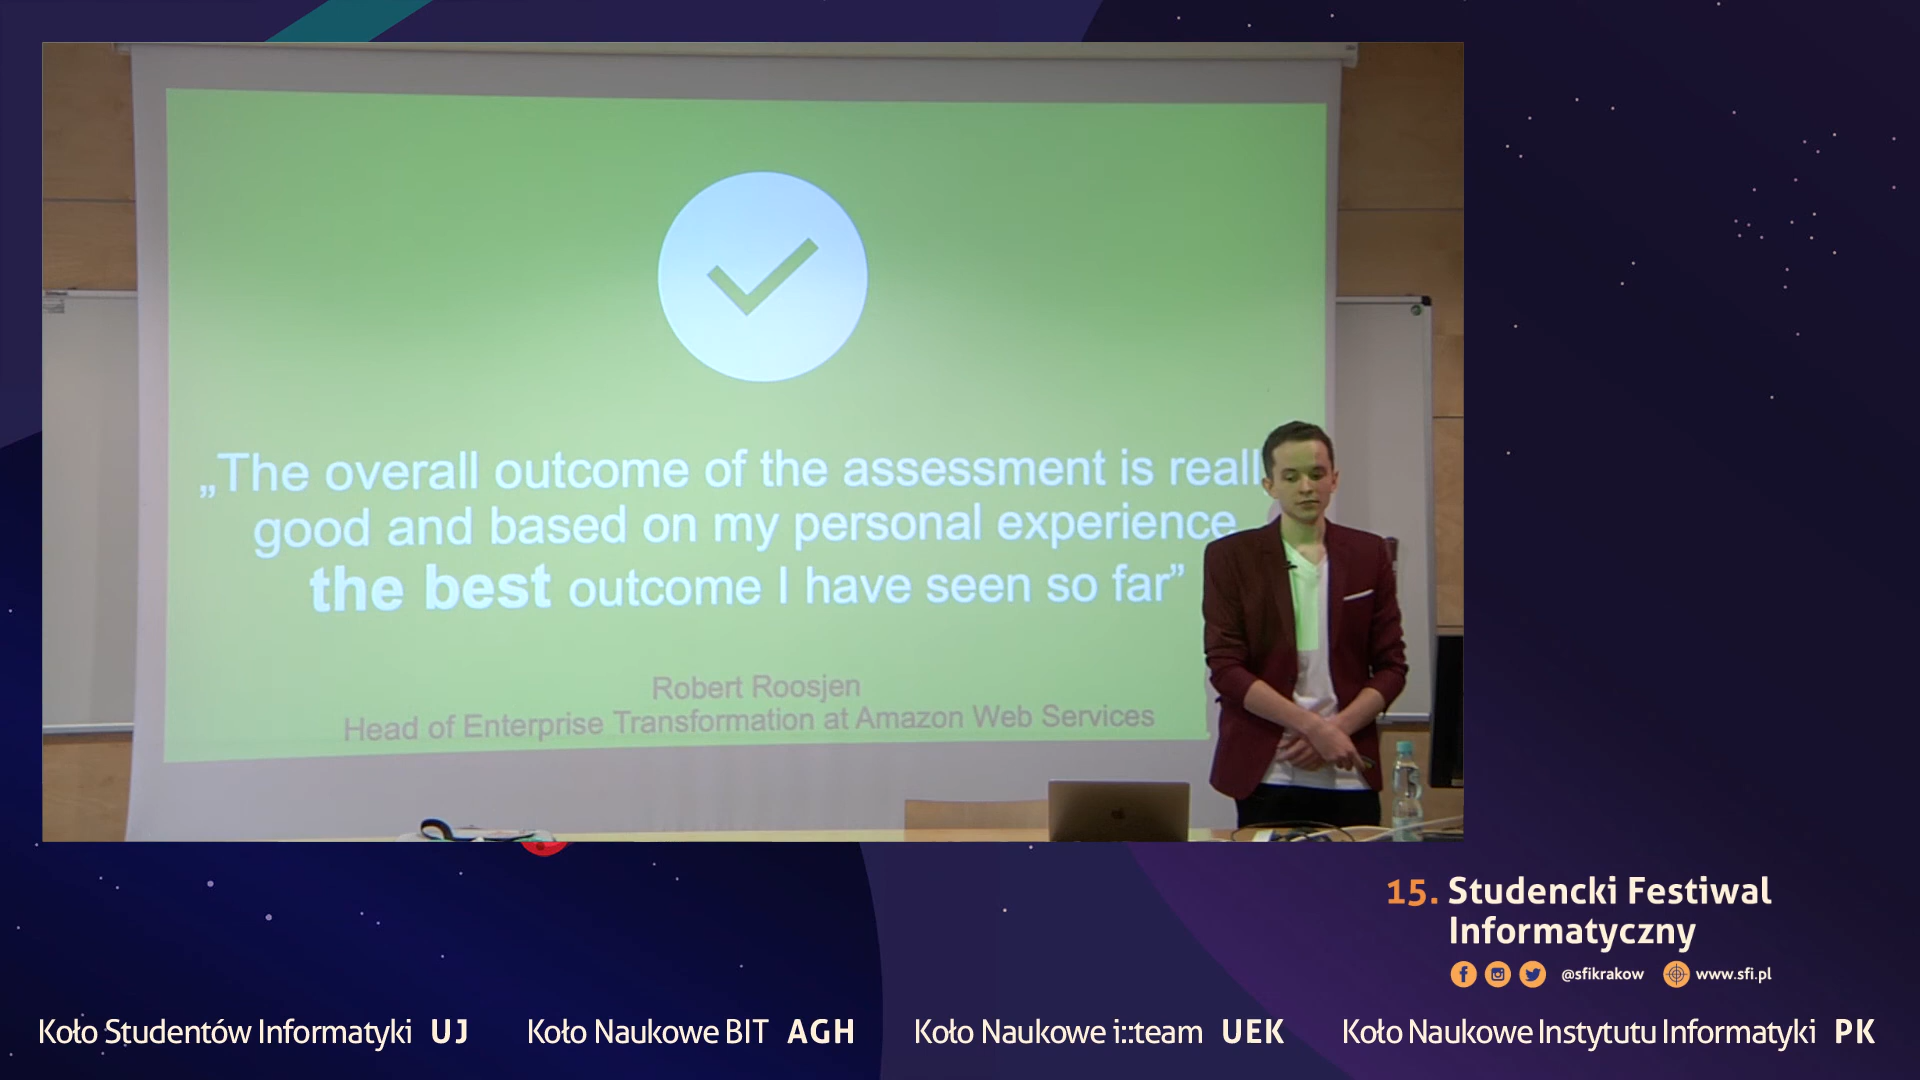 „The overall outcome of the assessment is reall
good and based on my personal experience
the best outcome I have seen so far”
Robert Roosjen
Head of Enterprise Transformation at Amazon Web Services
15. Studencki Festiwal
Informatyczny
@sfikrakow www.sfi.pl
Koło Studentów Informatyki UJ Koło Naukowe BIT AGH Koło Naukowe i::team UEK Koło Naukowe Instytutu Informatyki PK